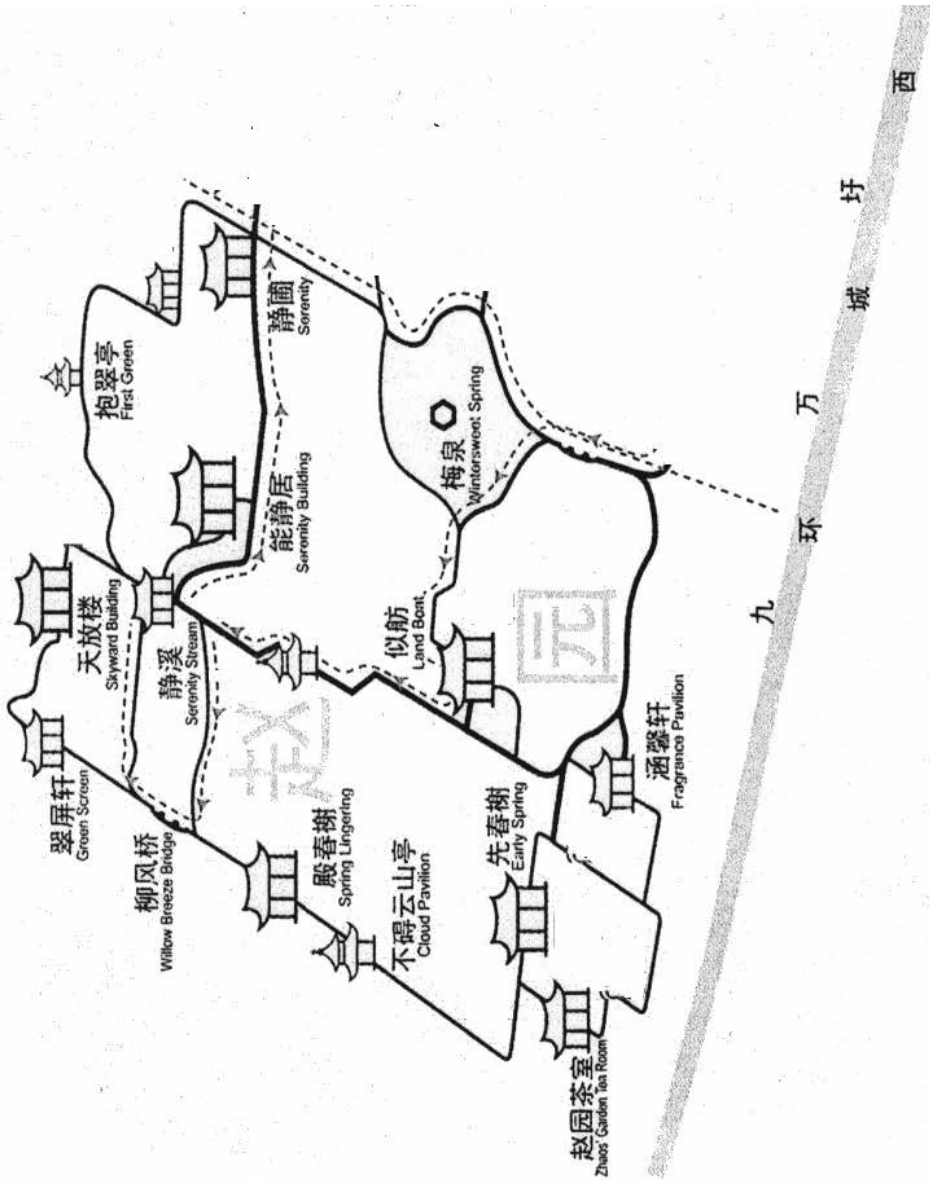 抱翠亭
First Green
天放楼
Skyward Building
翠屏轩
Green Screen
静圃
Serenity
能静居
Serenity Building
静溪
Serenity Stream
柳风桥
Willow Breeze Bridge
梅泉
Wintersweet Spring
似舫
Land Boat
赵园
殿春榭
Spring Lingering
不碍云山亭
Cloud Pavilion
先春榭
Early Spring
涵馨轩
Fragrance Pavilion
赵园茶室
Zhaos' Garden Tea Room
九万圩
环城西